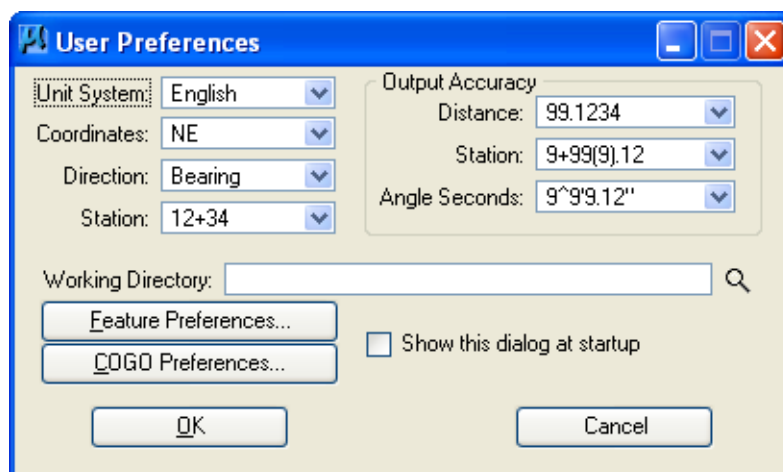 User Preferences
Unit System: English
Coordinates: NE
Direction: Bearing
Station: 12+34
Output Accuracy
Distance: 99.1234
Station: 9+99(9).12
Angle Seconds: 9^9'9.12"
Working Directory:
Feature Preferences...
COGO Preferences...
Show this dialog at startup
OK
Cancel